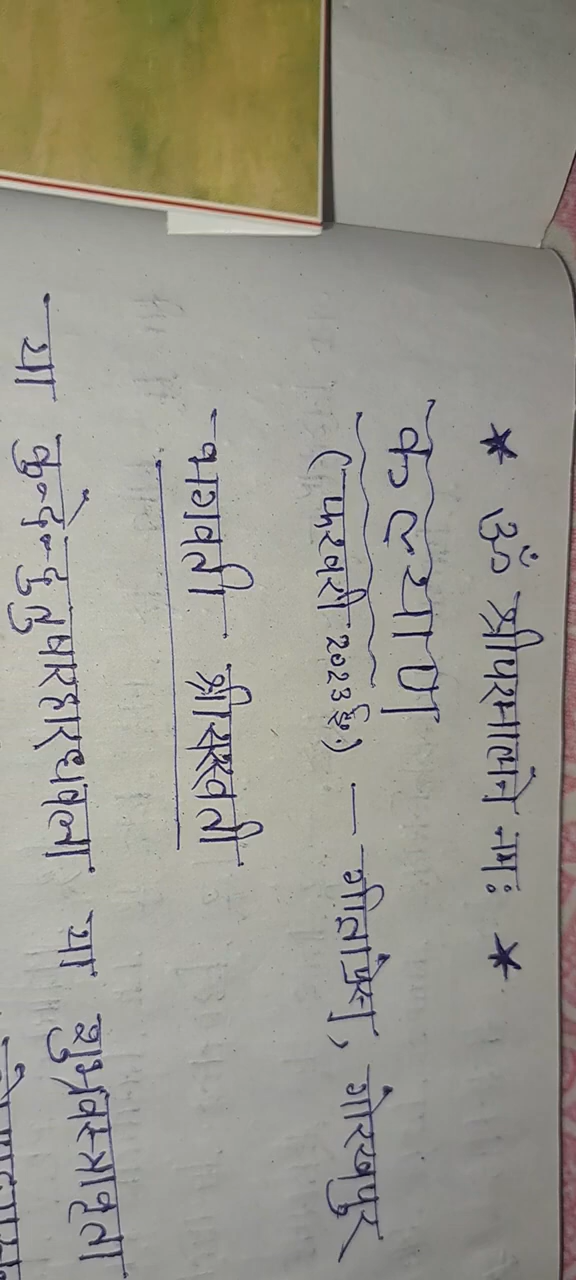 * ॐ श्रीपरमात्मने नमः *
कल्याण
(फरवरी 2023 ई.) — गीताप्रेस, गोरखपुर
भगवती श्रीसरस्वती
या कुन्देन्दुतुषारहारधवला या शुभ्रवस्त्रावृता